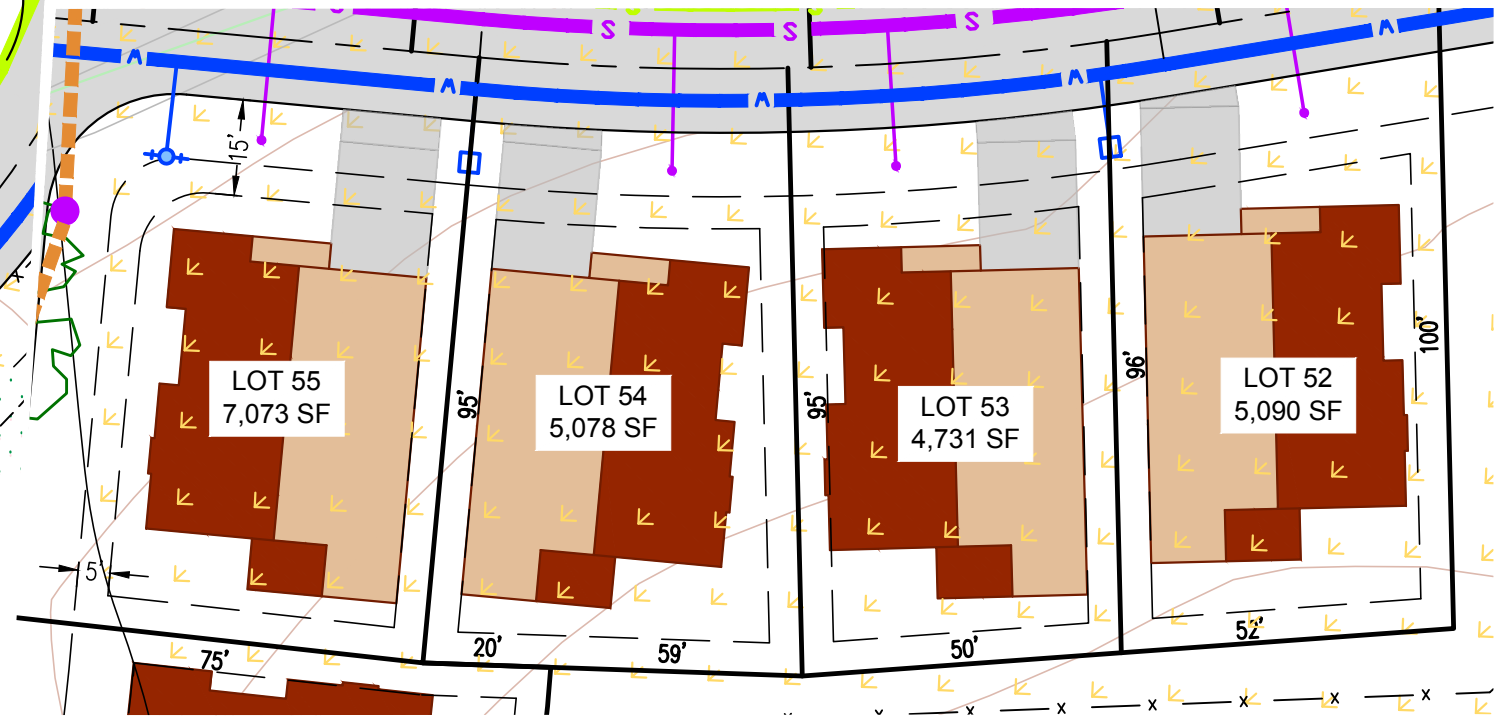 S S S S
15'
LOT 55
7,073 SF
95'
LOT 54
5,078 SF
95'
LOT 53
4,731 SF
96'
LOT 52
5,090 SF
100'
5'
75'
20'
59'
50'
52'
x x x x x x x